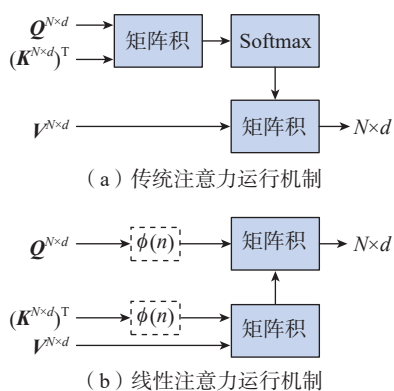 Q^{N×d}
(K^{N×d})^T
矩阵积
Softmax
V^{N×d}
矩阵积
N×d
（a）传统注意力运行机制
Q^{N×d}
ϕ(n)
矩阵积
N×d
(K^{N×d})^T
ϕ(n)
V^{N×d}
矩阵积
（b）线性注意力运行机制